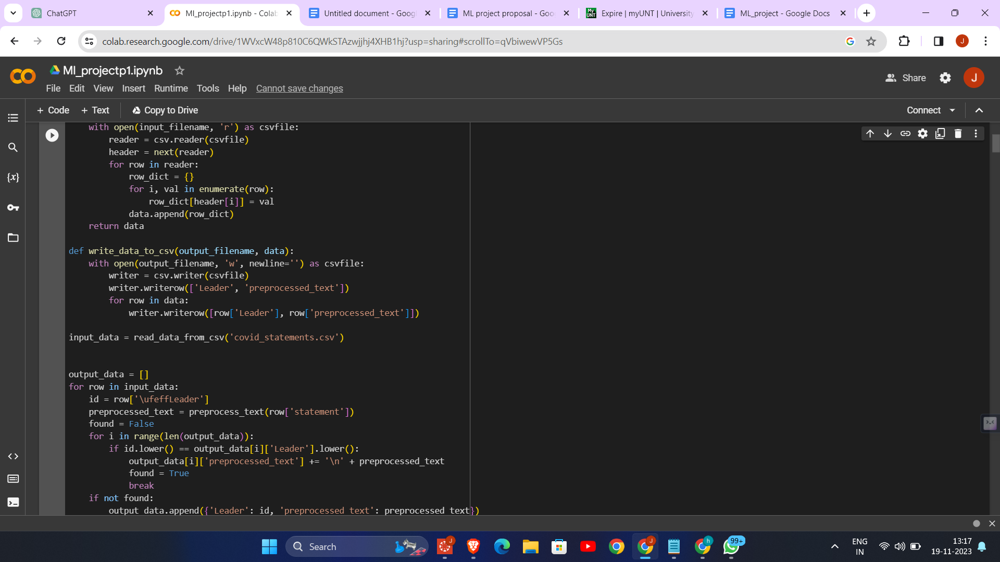 ChatGPT
Ml_projectp1.ipynb - Colab
Untitled document - Googl
ML project proposal - Goo
My UNT
Expire | myUNT | University
ML_project - Google Docs
colab.research.google.com/drive/1WVxcW48p810C6QWkSTAzwjjhj4XHB1hj?usp=sharing#scrollTo=qVbiwewVP5Gs
J
Ml_projectp1.ipynb
Share
J
File Edit View Insert Runtime Tools Help Cannot save changes
+ Code + Text Copy to Drive
Connect
with open(input_filename, 'r') as csvfile:
reader = csv.reader(csvfile)
header = next(reader)
for row in reader:
row_dict = {}
for i, val in enumerate(row):
row_dict[header[i]] = val
data.append(row_dict)
return data
def write_data_to_csv(output_filename, data):
with open(output_filename, 'w', newline='') as csvfile:
writer = csv.writer(csvfile)
writer.writerow(['Leader', 'preprocessed_text'])
for row in data:
writer.writerow([row['Leader'], row['preprocessed_text']])
input_data = read_data_from_csv('covid_statements.csv')
output_data = []
for row in input_data:
id = row['\ufeffLeader']
preprocessed_text = preprocess_text(row['statement'])
found = False
for i in range(len(output_data)):
if id.lower() == output_data[i]['Leader'].lower():
output_data[i]['preprocessed_text'] += '\n' + preprocessed_text
found = True
break
if not found:
output_data.append({'Leader': id, 'preprocessed_text': preprocessed_text})
{x}
Search
J
J
h
99+
ENG
IN
13:17
19-11-2023